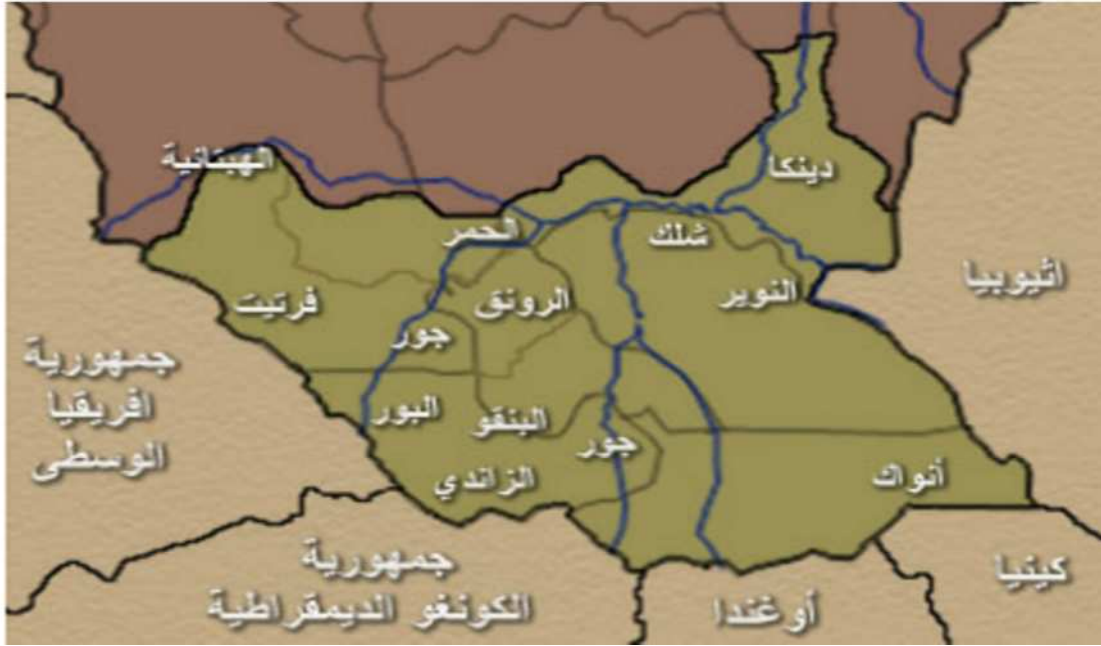 الهبتانية
دينكا
الحمر
شلك
اثيوبيا
النوير
الرونق
فرتيت
جور
جمهورية
افريقيا
الوسطى
البور
البنقو
جور
الزاندي
أنواك
جمهورية
الكونغو الديمقراطية
أوغندا
كينيا